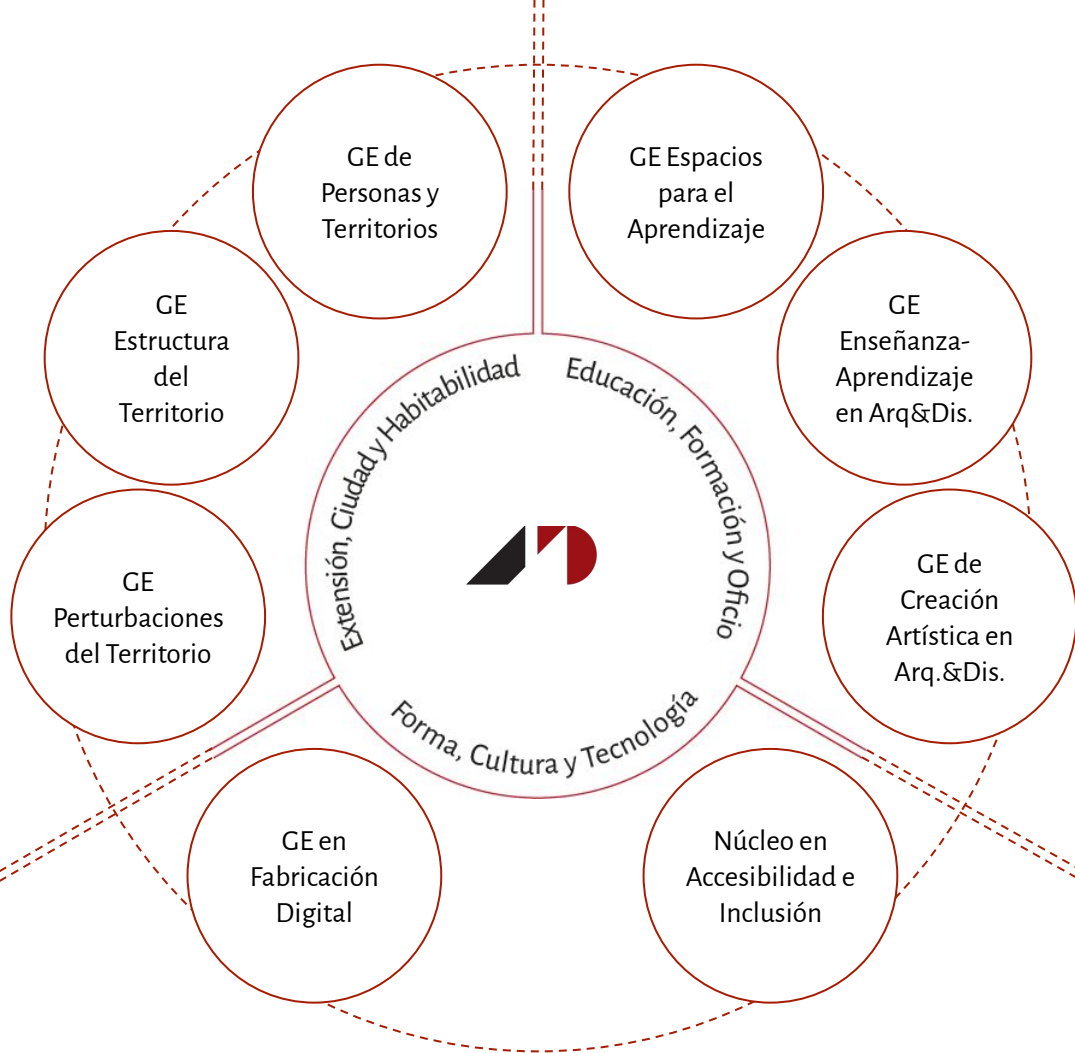 GE de
Personas y
Territorios
GE Espacios
para el
Aprendizaje
GE
Estructura
del
Territorio
GE
Enseñanza-
Aprendizaje
en Arq&Dis.
Extensión, Ciudad y Habitabilidad
Educación, Formación y Oficio
Forma, Cultura y Tecnología
GE
Perturbaciones
del Territorio
GE de
Creación
Artística en
Arq.&Dis.
GE en
Fabricación
Digital
Núcleo en
Accesibilidad e
Inclusión